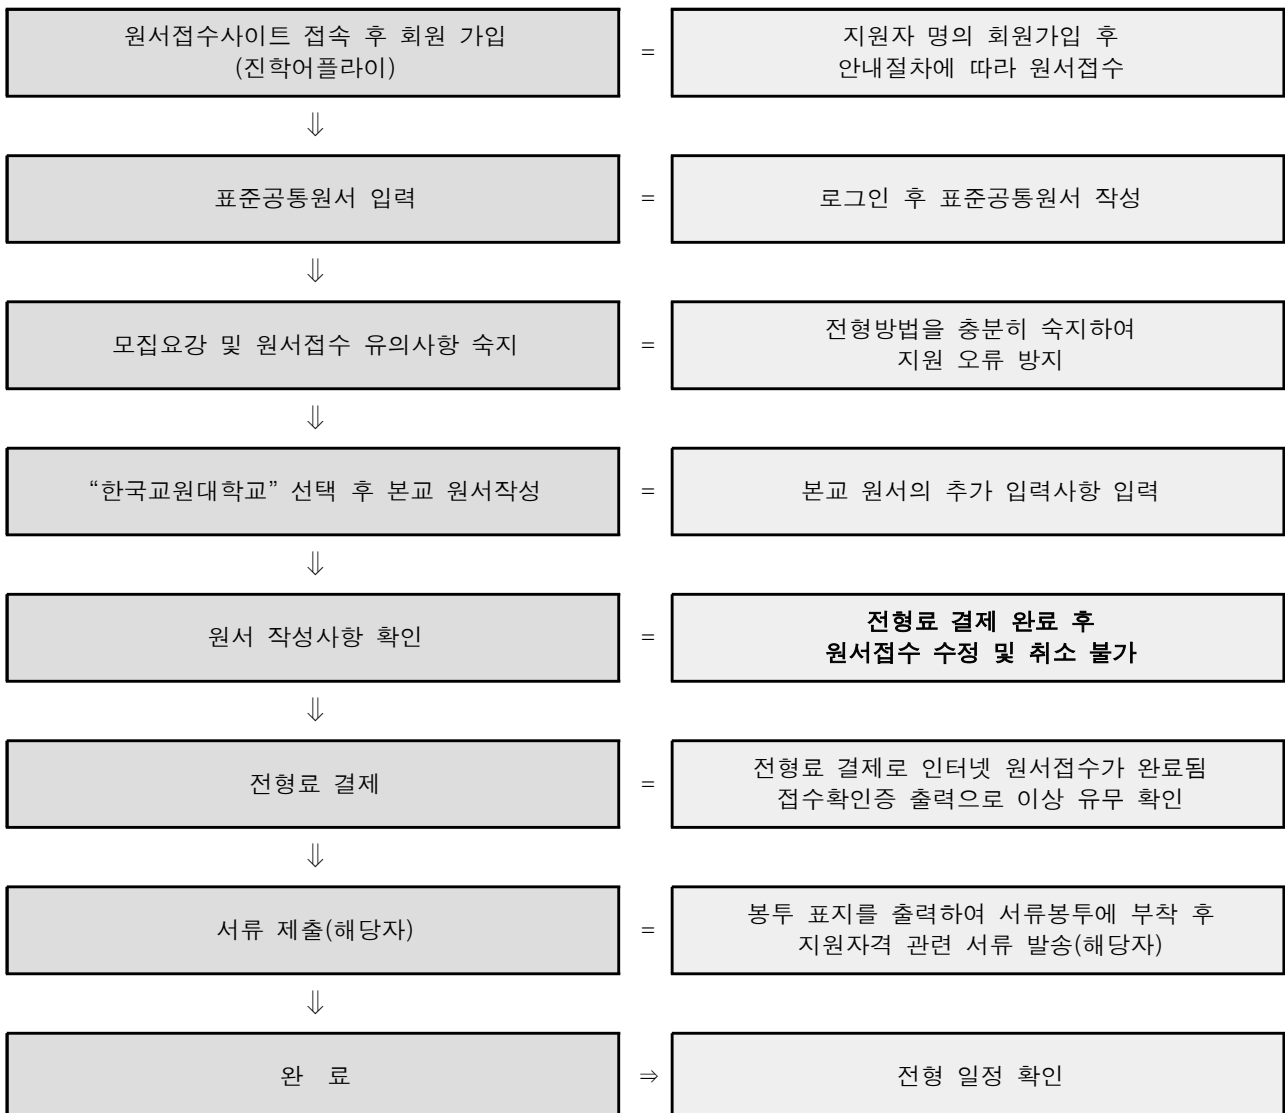 원서접수사이트 접속 후 회원 가입
(진학어플라이)
=
지원자 명의 회원가입 후
안내절차에 따라 원서접수
⇓
표준공통원서 입력
=
로그인 후 표준공통원서 작성
⇓
모집요강 및 원서접수 유의사항 숙지
=
전형방법을 충분히 숙지하여
지원 오류 방지
⇓
“한국교원대학교” 선택 후 본교 원서작성
=
본교 원서의 추가 입력사항 입력
⇓
원서 작성사항 확인
=
전형료 결제 완료 후
원서접수 수정 및 취소 불가
⇓
전형료 결제
=
전형료 결제로 인터넷 원서접수가 완료됨
접수확인증 출력으로 이상 유무 확인
⇓
서류 제출(해당자)
=
봉투 표지를 출력하여 서류봉투에 부착 후
지원자격 관련 서류 발송(해당자)
⇓
완 료
⇒
전형 일정 확인